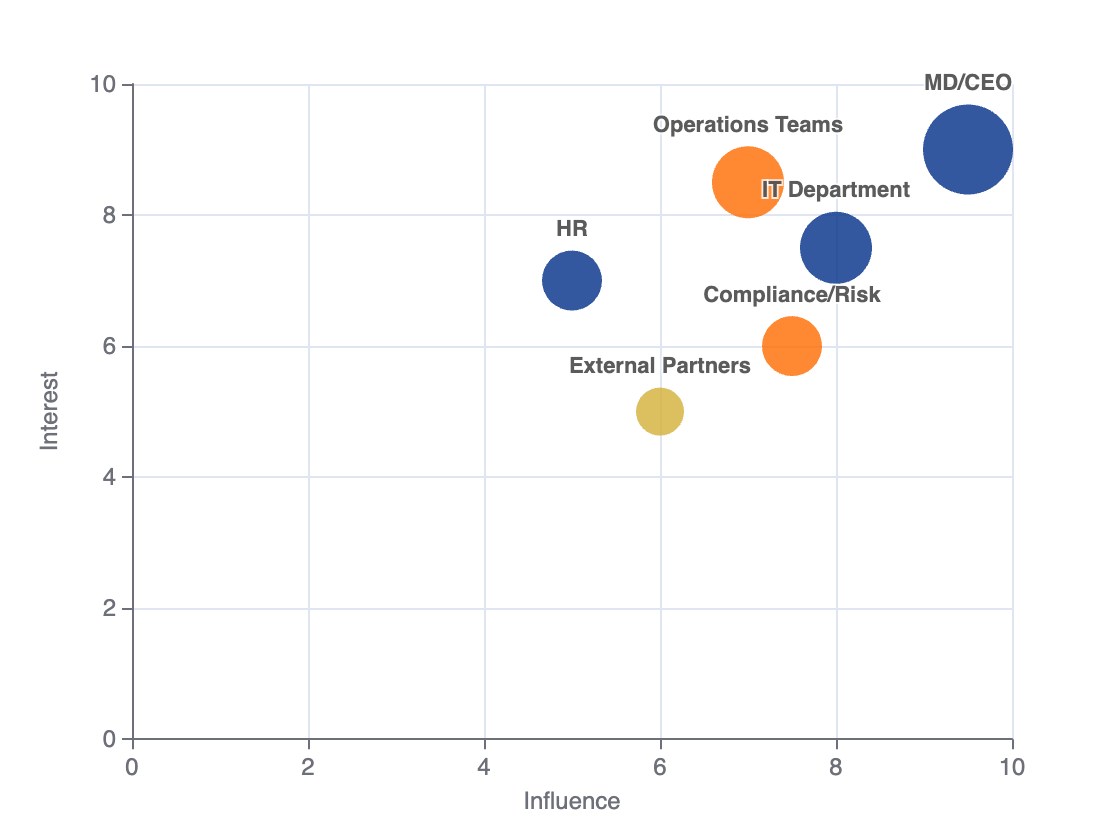 10
MD/CEO
Operations Teams
IT Department
8
HR
Compliance/Risk
6
External Partners
Interest
4
2
0
0 2 4 6 8 10
Influence